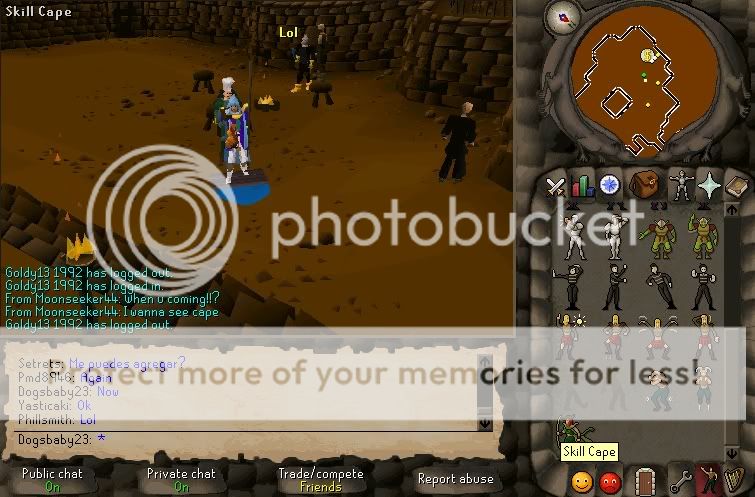 Skill Cape
Lol
photobucket
Goldy13 1992 has logged out.
Goldy13 1992 has logged in.
From Moonseeker44: When u coming!!?
From Moonseeker44: I wanna see cape
Goldy13 1992 has logged out.
Setrets: Me puedes agregar?
Again
Protect more of your memories for less!
Dogsbaby23: Now
Yasticaki: Ok
Phillsmith: Lol
Dogsbaby23: *
Skill Cape
Public chat
On
Private chat
On
Trade/compete
Friends
Report abuse